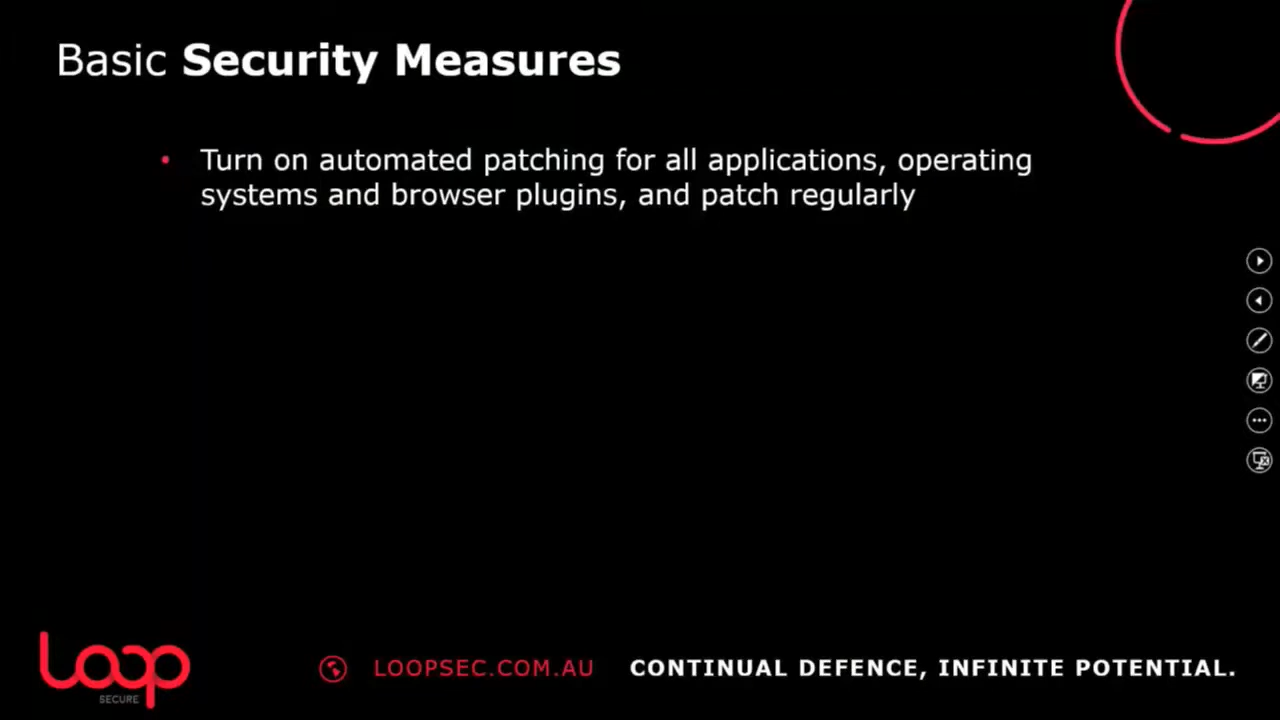 Basic Security Measures
• Turn on automated patching for all applications, operating
systems and browser plugins, and patch regularly
Loop
SECURE
LOOPSEC.COM.AU
CONTINUAL DEFENCE, INFINITE POTENTIAL.